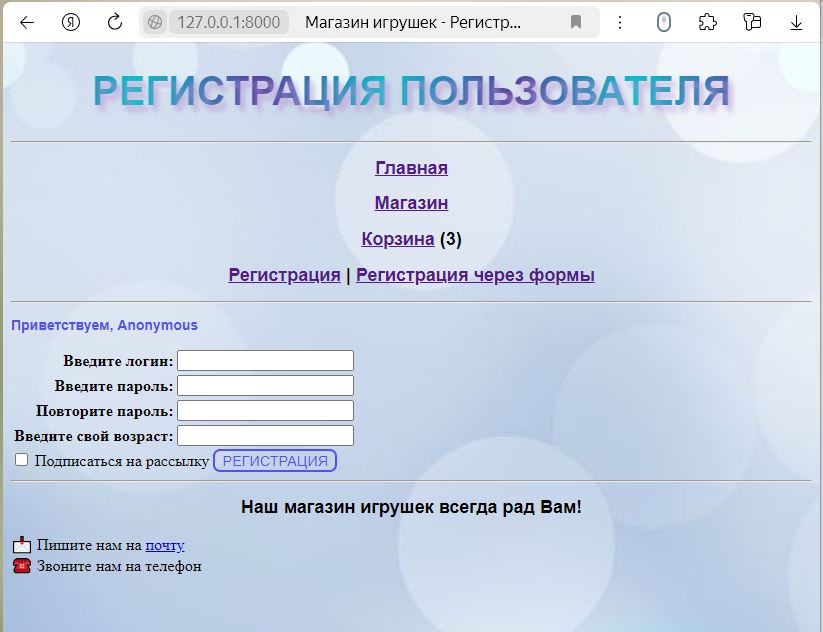 Я 127.0.0.1:8000 Магазин игрушек - Регистр...
РЕГИСТРАЦИЯ ПОЛЬЗОВАТЕЛЯ
Главная
Магазин
Корзина (3)
Регистрация | Регистрация через формы
Приветствуем, Anonymous
Введите логин:
Введите пароль:
Повторите пароль:
Введите свой возраст:
Подписаться на рассылку РЕГИСТРАЦИЯ
Наш магазин игрушек всегда рад Вам!
Пишите нам на почту
Звоните нам на телефон